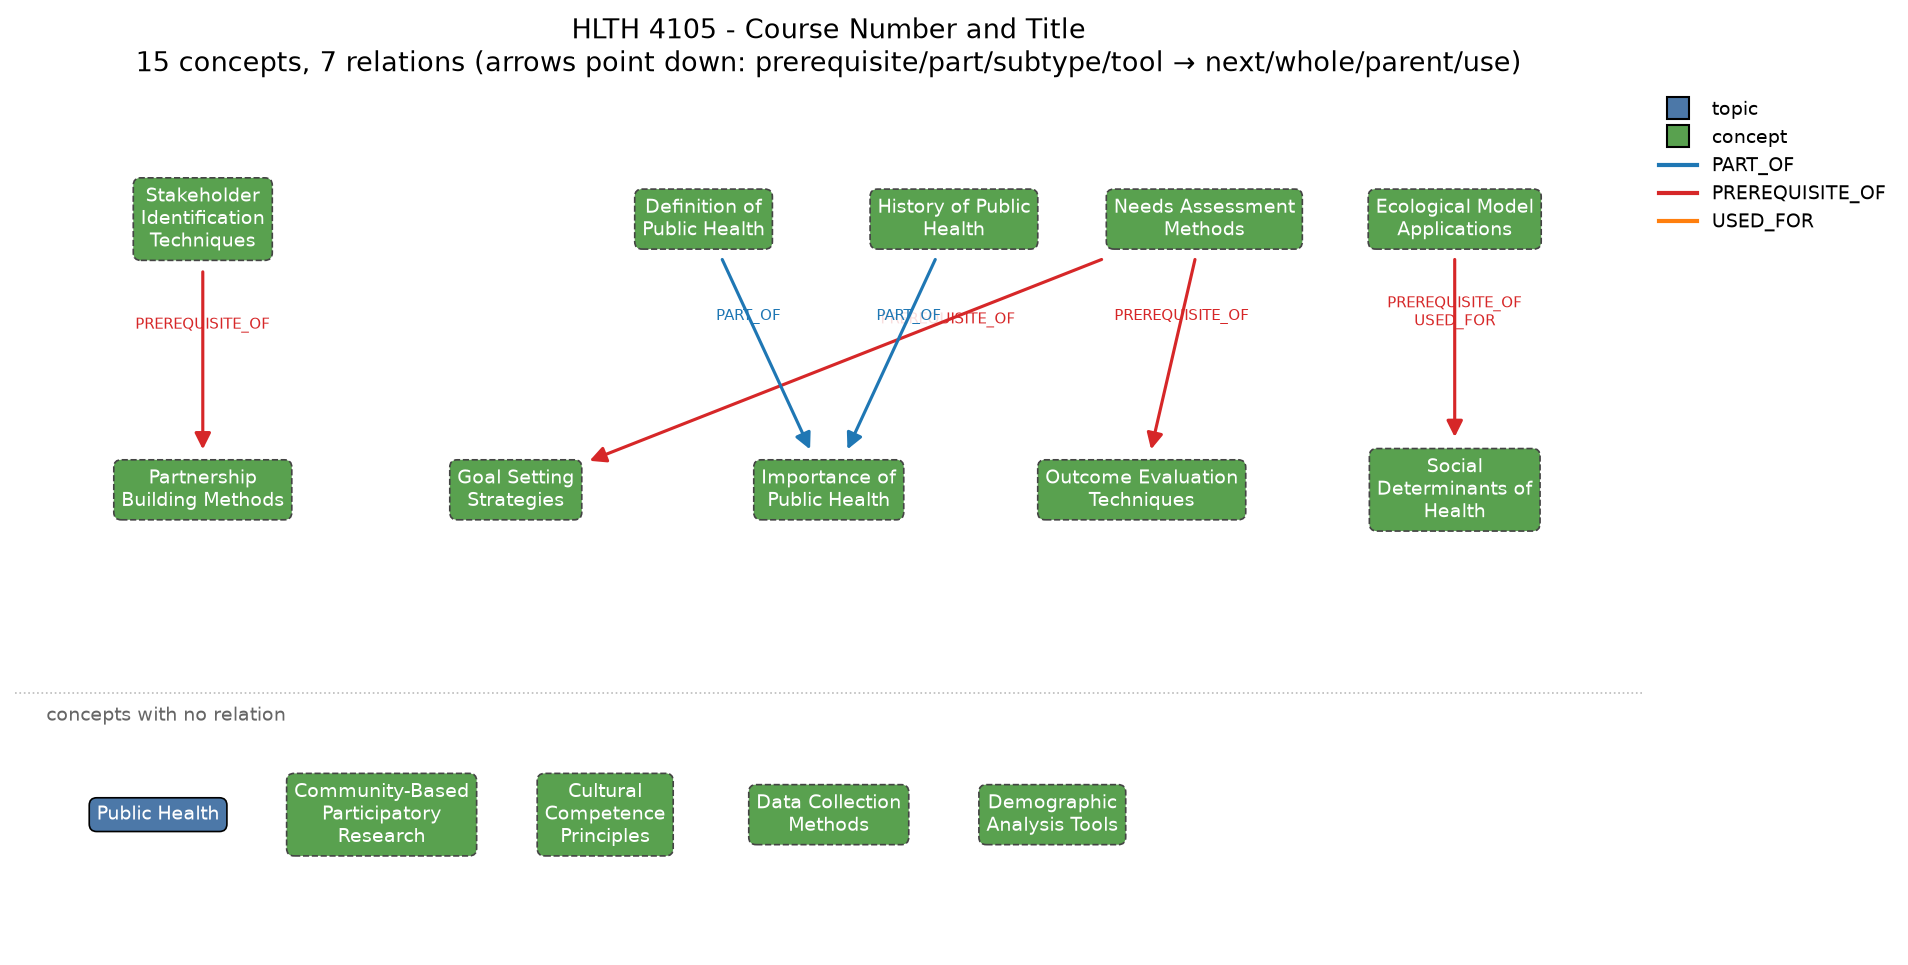 HLTH 4105 - Course Number and Title
15 concepts, 7 relations (arrows point down: prerequisite/part/subtype/tool → next/whole/parent/use)
topic
concept
PART_OF
PREREQUISITE_OF
USED_FOR
Stakeholder
Identification
Techniques
Definition of
Public Health
History of Public
Health
Needs Assessment
Methods
Ecological Model
Applications
PREREQUISITE_OF
PART_OF
PART_OF
PREREQUISITE_OF
PREREQUISITE_OF
USED_FOR
Partnership
Building Methods
Goal Setting
Strategies
Importance of
Public Health
Outcome Evaluation
Techniques
Social
Determinants of
Health
concepts with no relation
Public Health
Community-Based
Participatory
Research
Cultural
Competence
Principles
Data Collection
Methods
Demographic
Analysis Tools